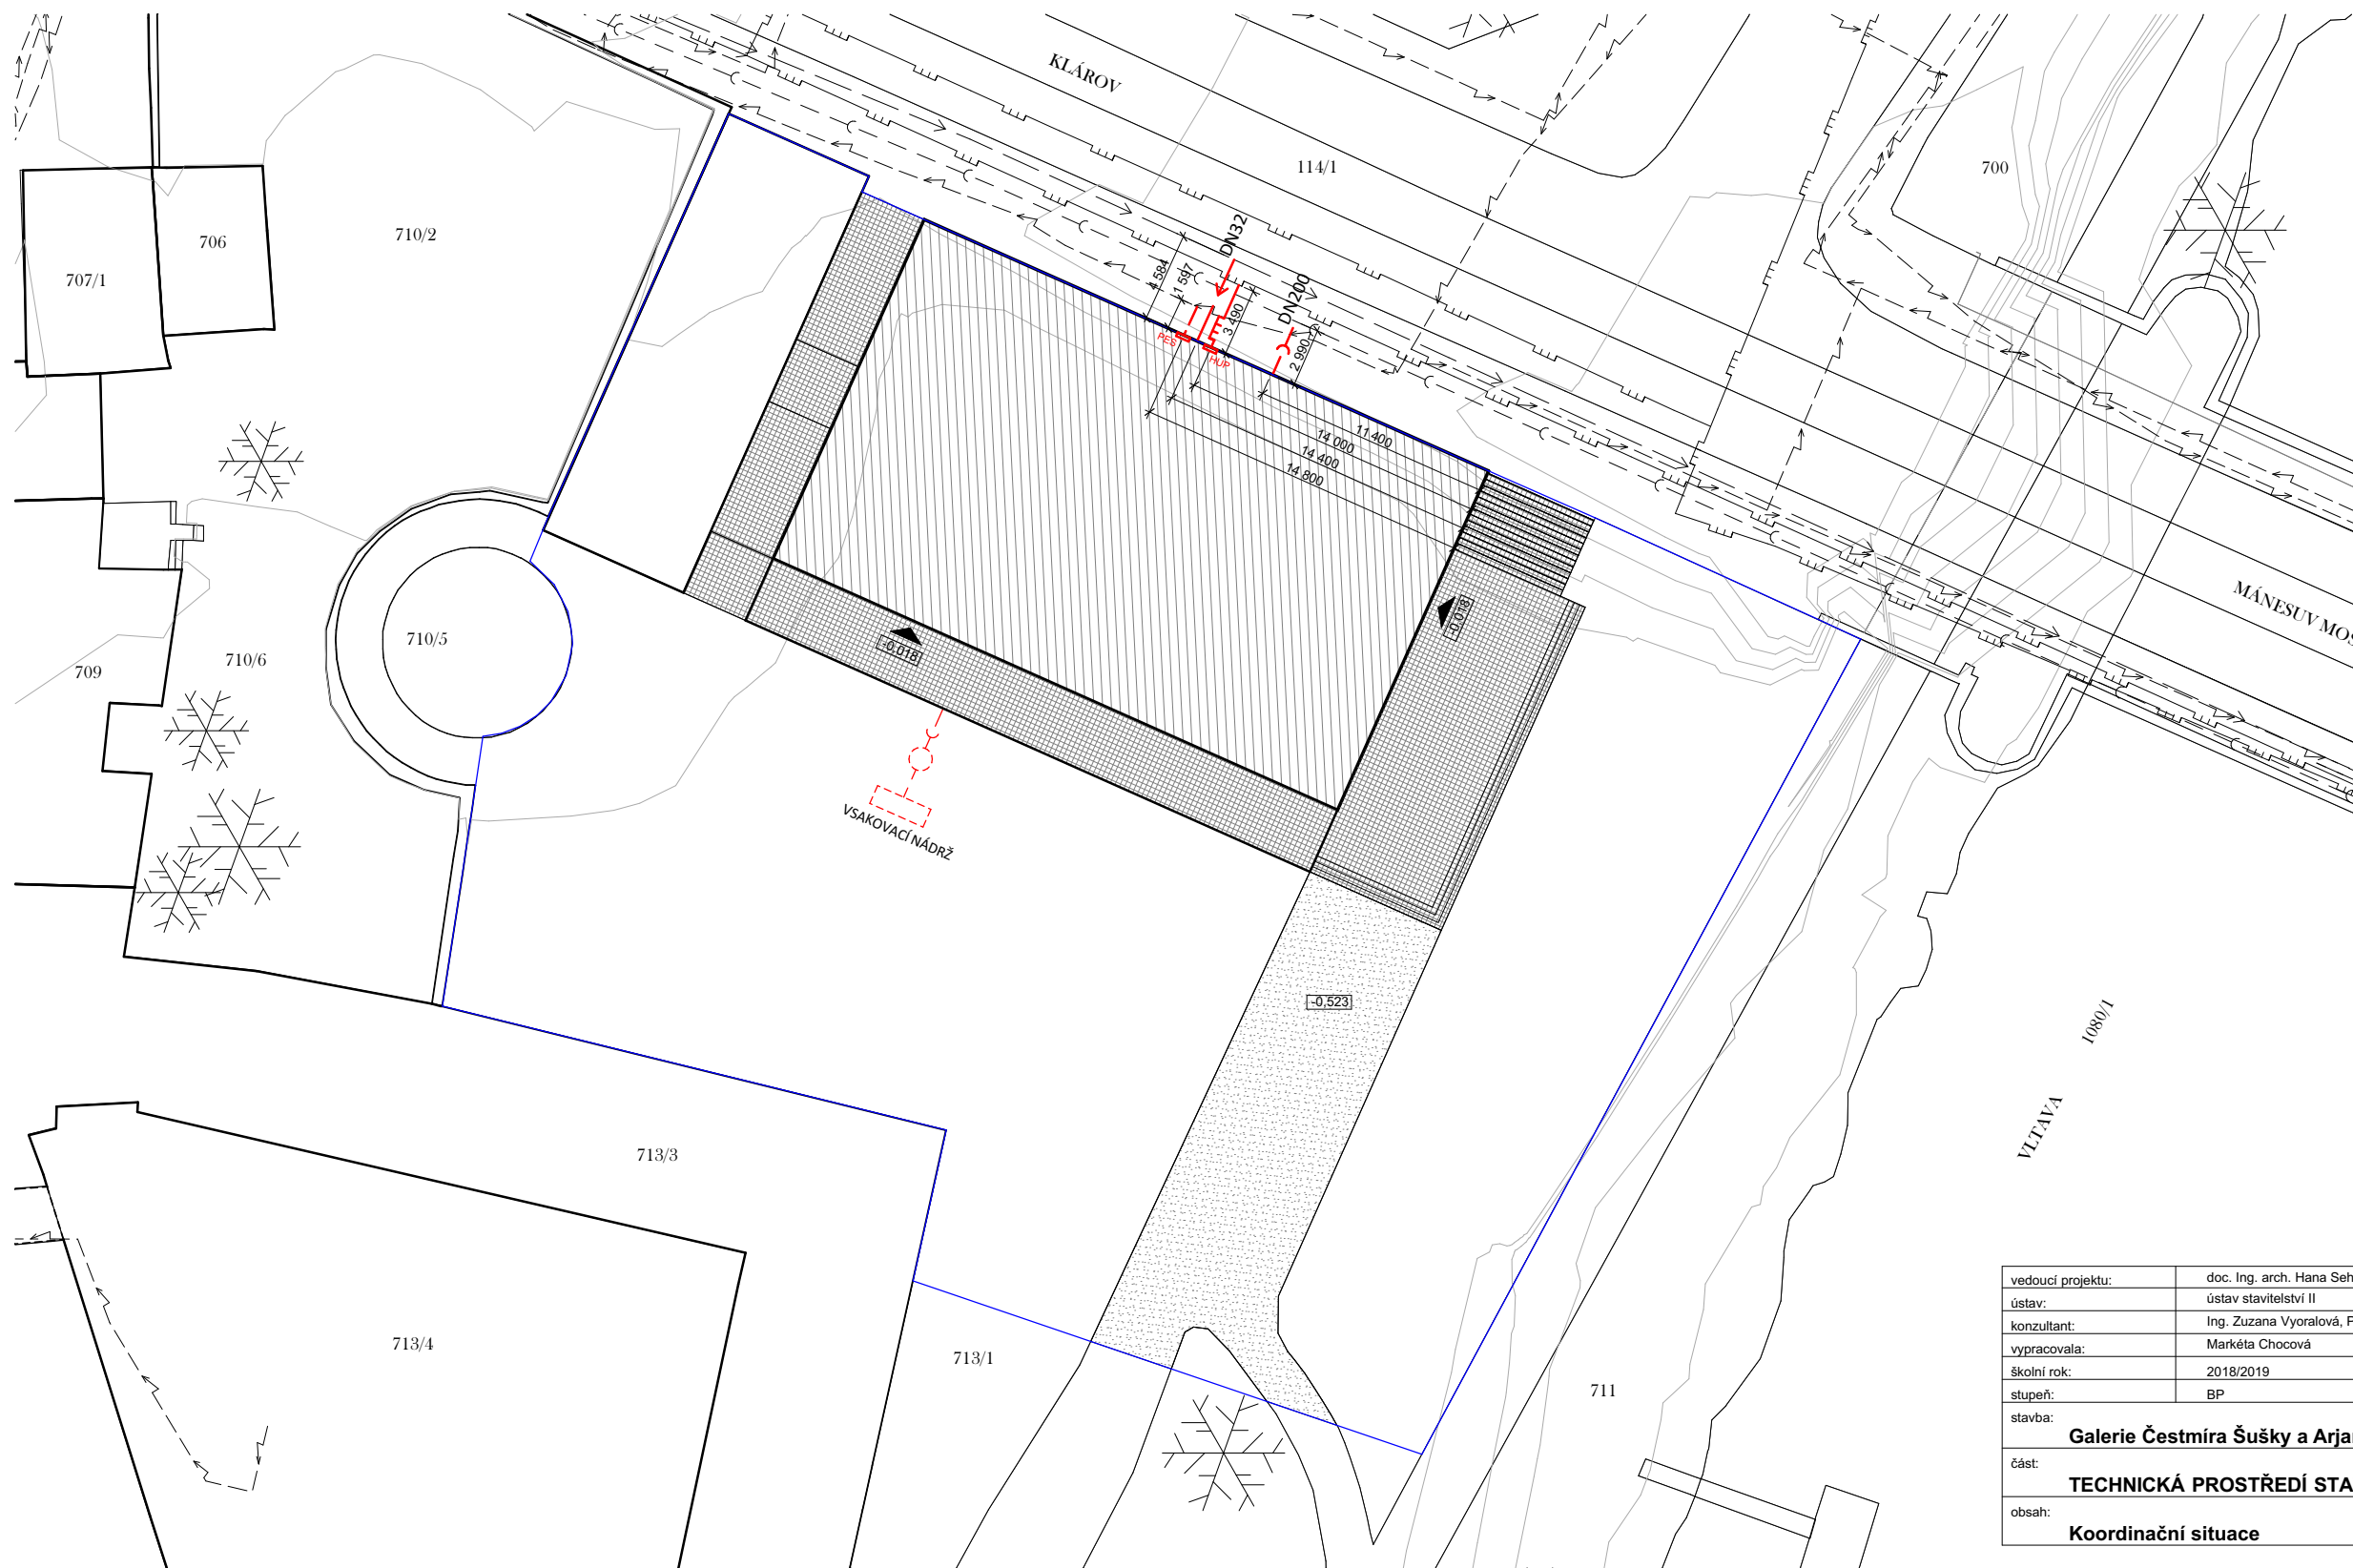 KLÁROV
114/1
700
706
710/2
707/1
DN32
DN200
4 584
1 597
3 490
2 990
PES
HUP
11 400
14 000
14 400
14 800
MÁNESUV MOS
-0,018
-0,018
710/5
710/6
709
VSAKOVACÍ NÁDRŽ
-0,523
1080/1
VLTAVA
713/3
713/4
713/1
711
vedoucí projektu: doc. Ing. arch. Hana Seh
ústav: ústav stavitelství II
konzultant: Ing. Zuzana Vyoralová, P
vypracovala: Markéta Chocová
školní rok: 2018/2019
stupeň: BP
stavba:
Galerie Čestmíra Šušky a Arja
část:
TECHNICKÁ PROSTŘEDÍ STA
obsah:
Koordinační situace